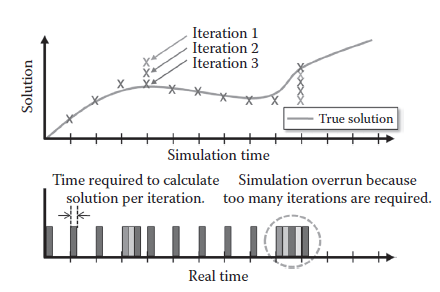 Iteration 1
Iteration 2
Iteration 3
Solution
True solution
Simulation time
Time required to calculate
solution per iteration.
Simulation overrun because
too many iterations are required.
Real time